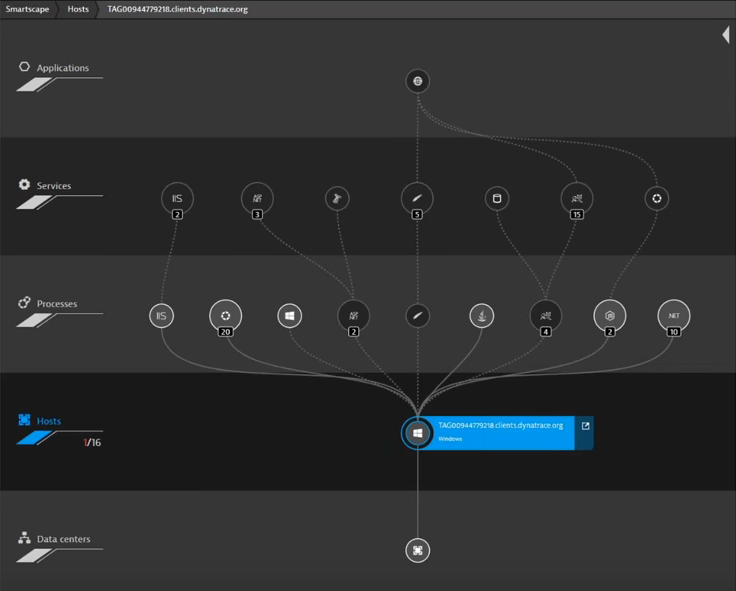 Smartscape
Hosts
TAG00944779218.clients.dynatrace.org
Applications
Services
IIS
2
3
5
15
Processes
IIS
20
2
4
2
.NET
10
Hosts
1/16
TAG00944779218.clients.dynatrace.org
Windows
Data centers